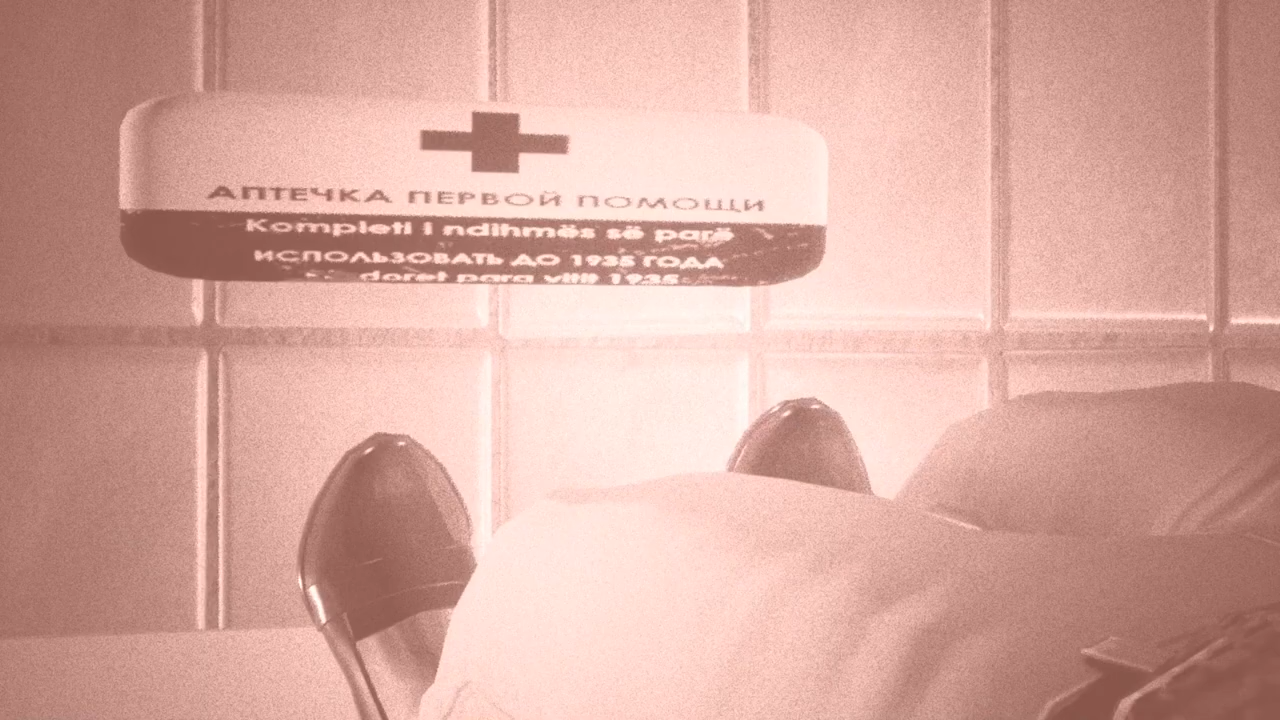 АПТЕЧКА ПЕРВОЙ ПОМОЩИ
Kompleti i ndihmës së parë
ИСПОЛЬЗОВАТЬ ДО 1935 ГОДА
doret para vitit 1935